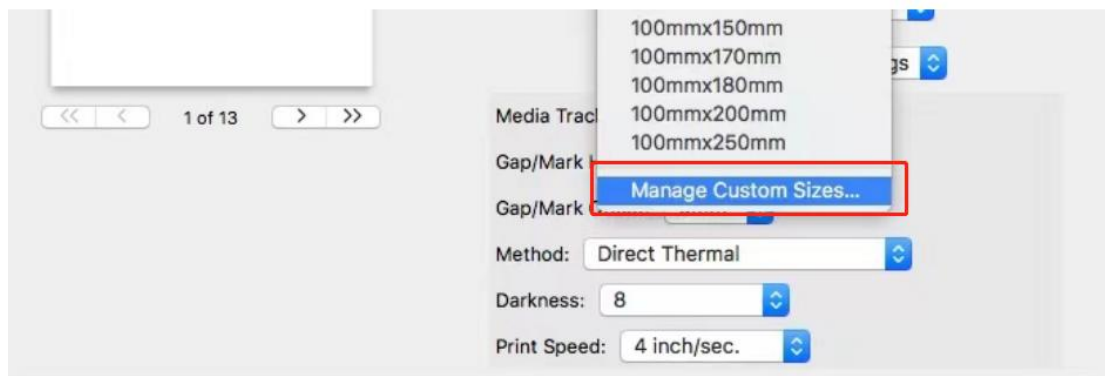 100mmx150mm
100mmx170mm
gs
100mmx180mm
<< < 1 of 13 > >>
Media Trac
100mmx200mm
100mmx250mm
Gap/Mark
Manage Custom Sizes...
Gap/Mark
Method: Direct Thermal
Darkness: 8
Print Speed: 4 inch/sec.